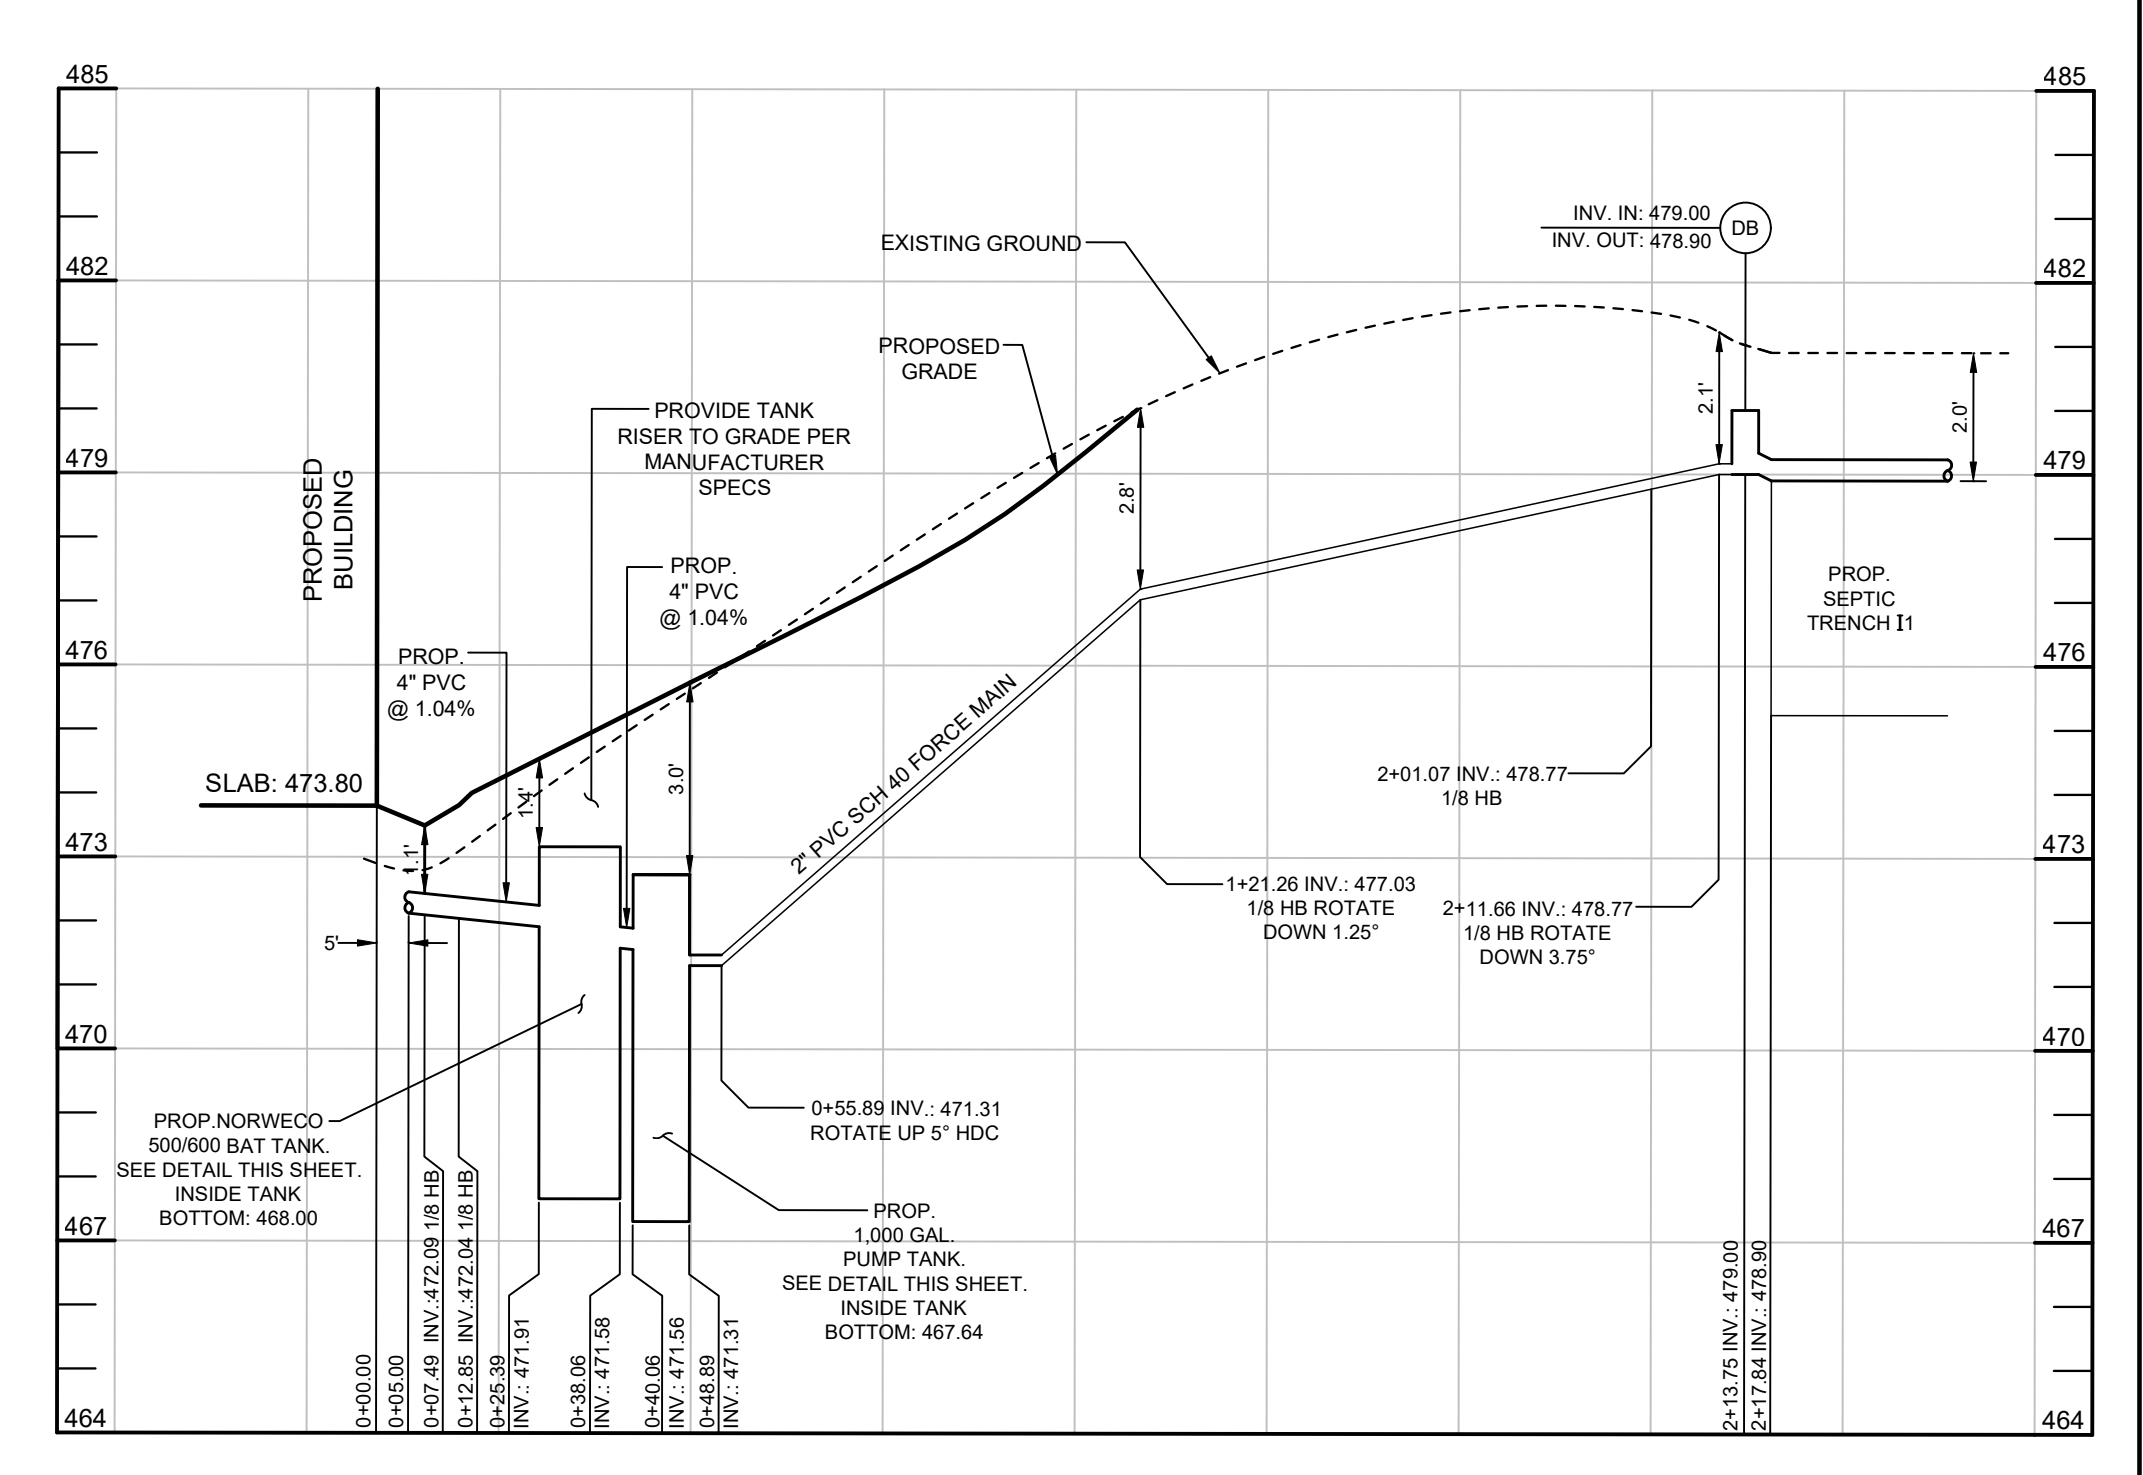 485
482
479
476
473
470
467
464
485
482
479
476
473
470
467
464
PROPOSED
BUILDING
SLAB: 473.80
PROP.
4" PVC
@ 1.04%
PROVIDE TANK
RISER TO GRADE PER
MANUFACTURER
SPECS
PROP.
4" PVC
@ 1.04%
EXISTING GROUND
PROPOSED
GRADE
INV. IN: 479.00
INV. OUT: 478.90
DB
2.1'
2.0'
2.8'
3.0'
1.4'
1.1'
5'
2" PVC SCH 40 FORCE MAIN
PROP.
SEPTIC
TRENCH I1
2+01.07 INV.: 478.77
1/8 HB
1+21.26 INV.: 477.03
1/8 HB ROTATE
DOWN 1.25°
2+11.66 INV.: 478.77
1/8 HB ROTATE
DOWN 3.75°
0+55.89 INV.: 471.31
ROTATE UP 5° HDC
PROP.NORWECO
500/600 BAT TANK.
SEE DETAIL THIS SHEET.
INSIDE TANK
BOTTOM: 468.00
PROP.
1,000 GAL.
PUMP TANK.
SEE DETAIL THIS SHEET.
INSIDE TANK
BOTTOM: 467.64
0+00.00
0+05.00
0+07.49 INV.:472.09 1/8 HB
0+12.85 INV.:472.04 1/8 HB
0+25.39
INV.: 471.91
0+38.06
INV.: 471.58
0+40.06
INV.: 471.56
0+48.89
INV.: 471.31
2+13.75 INV.: 479.00
2+17.84 INV.: 478.90